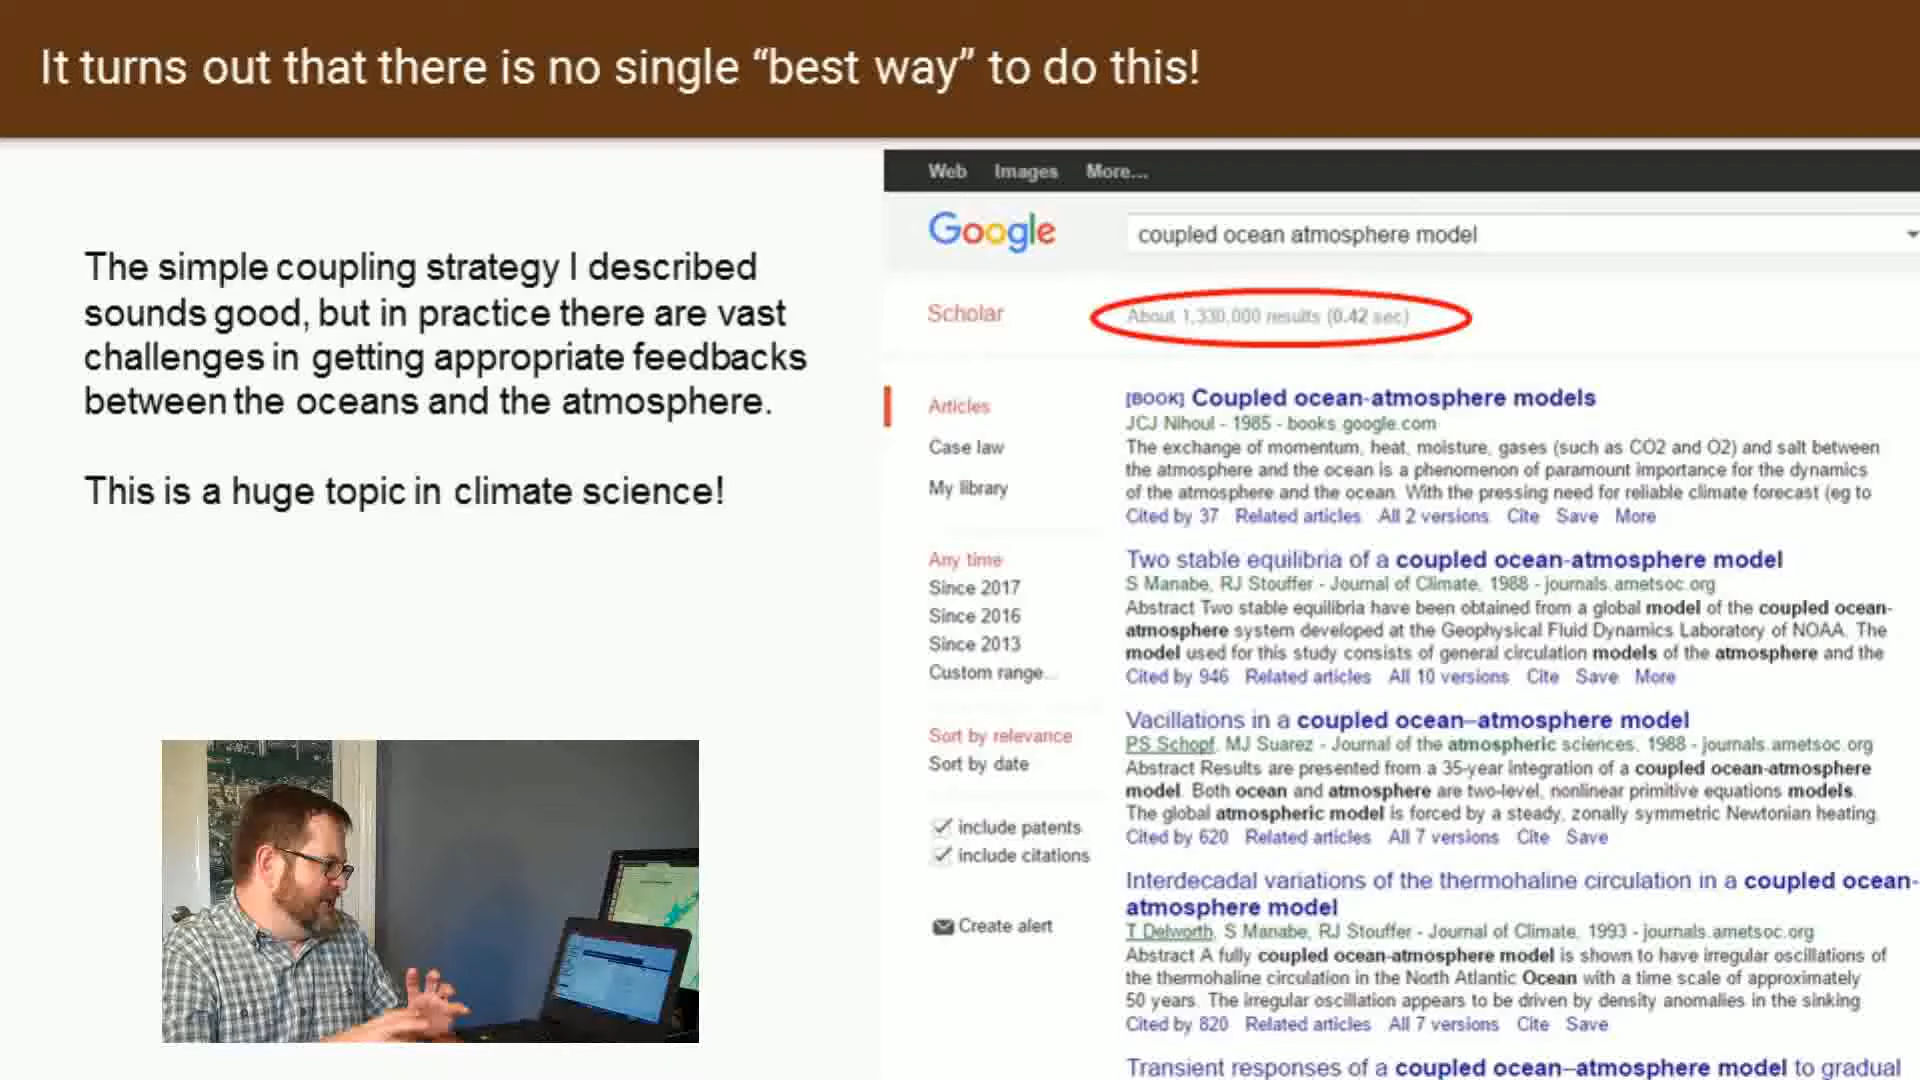 It turns out that there is no single “best way” to do this!
The simple coupling strategy I described
sounds good, but in practice there are vast
challenges in getting appropriate feedbacks
between the oceans and the atmosphere.
This is a huge topic in climate science!
Web Images More...
Google
coupled ocean atmosphere model
Scholar
About 1,330,000 results (0.42 sec)
Articles
Case law
My library
Any time
Since 2017
Since 2016
Since 2013
Custom range...
Sort by relevance
Sort by date
include patents
include citations
Create alert
[BOOK] Coupled ocean-atmosphere models
JCJ Nihoul - 1985 - books.google.com
The exchange of momentum, heat, moisture, gases (such as CO2 and O2) and salt between
the atmosphere and the ocean is a phenomenon of paramount importance for the dynamics
of the atmosphere and the ocean. With the pressing need for reliable climate forecast (eg to
Cited by 37 Related articles All 2 versions Cite Save More
Two stable equilibria of a coupled ocean-atmosphere model
S Manabe, RJ Stouffer - Journal of Climate, 1988 - journals.ametsoc.org
Abstract Two stable equilibria have been obtained from a global model of the coupled ocean-
atmosphere system developed at the Geophysical Fluid Dynamics Laboratory of NOAA. The
model used for this study consists of general circulation models of the atmosphere and the
Cited by 946 Related articles All 10 versions Cite Save More
Vacillations in a coupled ocean–atmosphere model
PS Schopf, MJ Suarez - Journal of the atmospheric sciences, 1988 - journals.ametsoc.org
Abstract Results are presented from a 35-year integration of a coupled ocean-atmosphere
model. Both ocean and atmosphere are two-level, nonlinear primitive equations models.
The global atmospheric model is forced by a steady, zonally symmetric Newtonian heating.
Cited by 620 Related articles All 7 versions Cite Save
Interdecadal variations of the thermohaline circulation in a coupled ocean-
atmosphere model
T Delworth, S Manabe, RJ Stouffer - Journal of Climate, 1993 - journals.ametsoc.org
Abstract A fully coupled ocean-atmosphere model is shown to have irregular oscillations of
the thermohaline circulation in the North Atlantic Ocean with a time scale of approximately
50 years. The irregular oscillation appears to be driven by density anomalies in the sinking
Cited by 820 Related articles All 7 versions Cite Save
Transient responses of a coupled ocean–atmosphere model to gradual